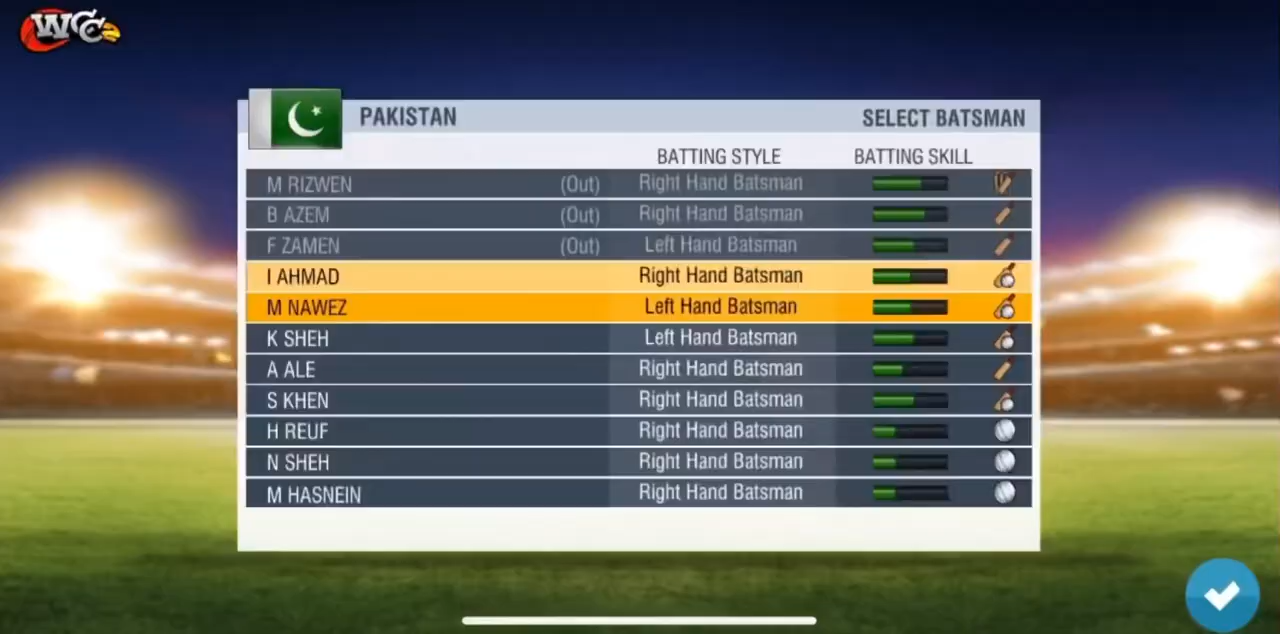 WCC
PAKISTAN SELECT BATSMAN
BATTING STYLE BATTING SKILL
M RIZWEN (Out) Right Hand Batsman
B AZEM (Out) Right Hand Batsman
F ZAMEN (Out) Left Hand Batsman
I AHMAD Right Hand Batsman
M NAWEZ Left Hand Batsman
K SHEH Left Hand Batsman
A ALE Right Hand Batsman
S KHEN Right Hand Batsman
H REUF Right Hand Batsman
N SHEH Right Hand Batsman
M HASNEIN Right Hand Batsman